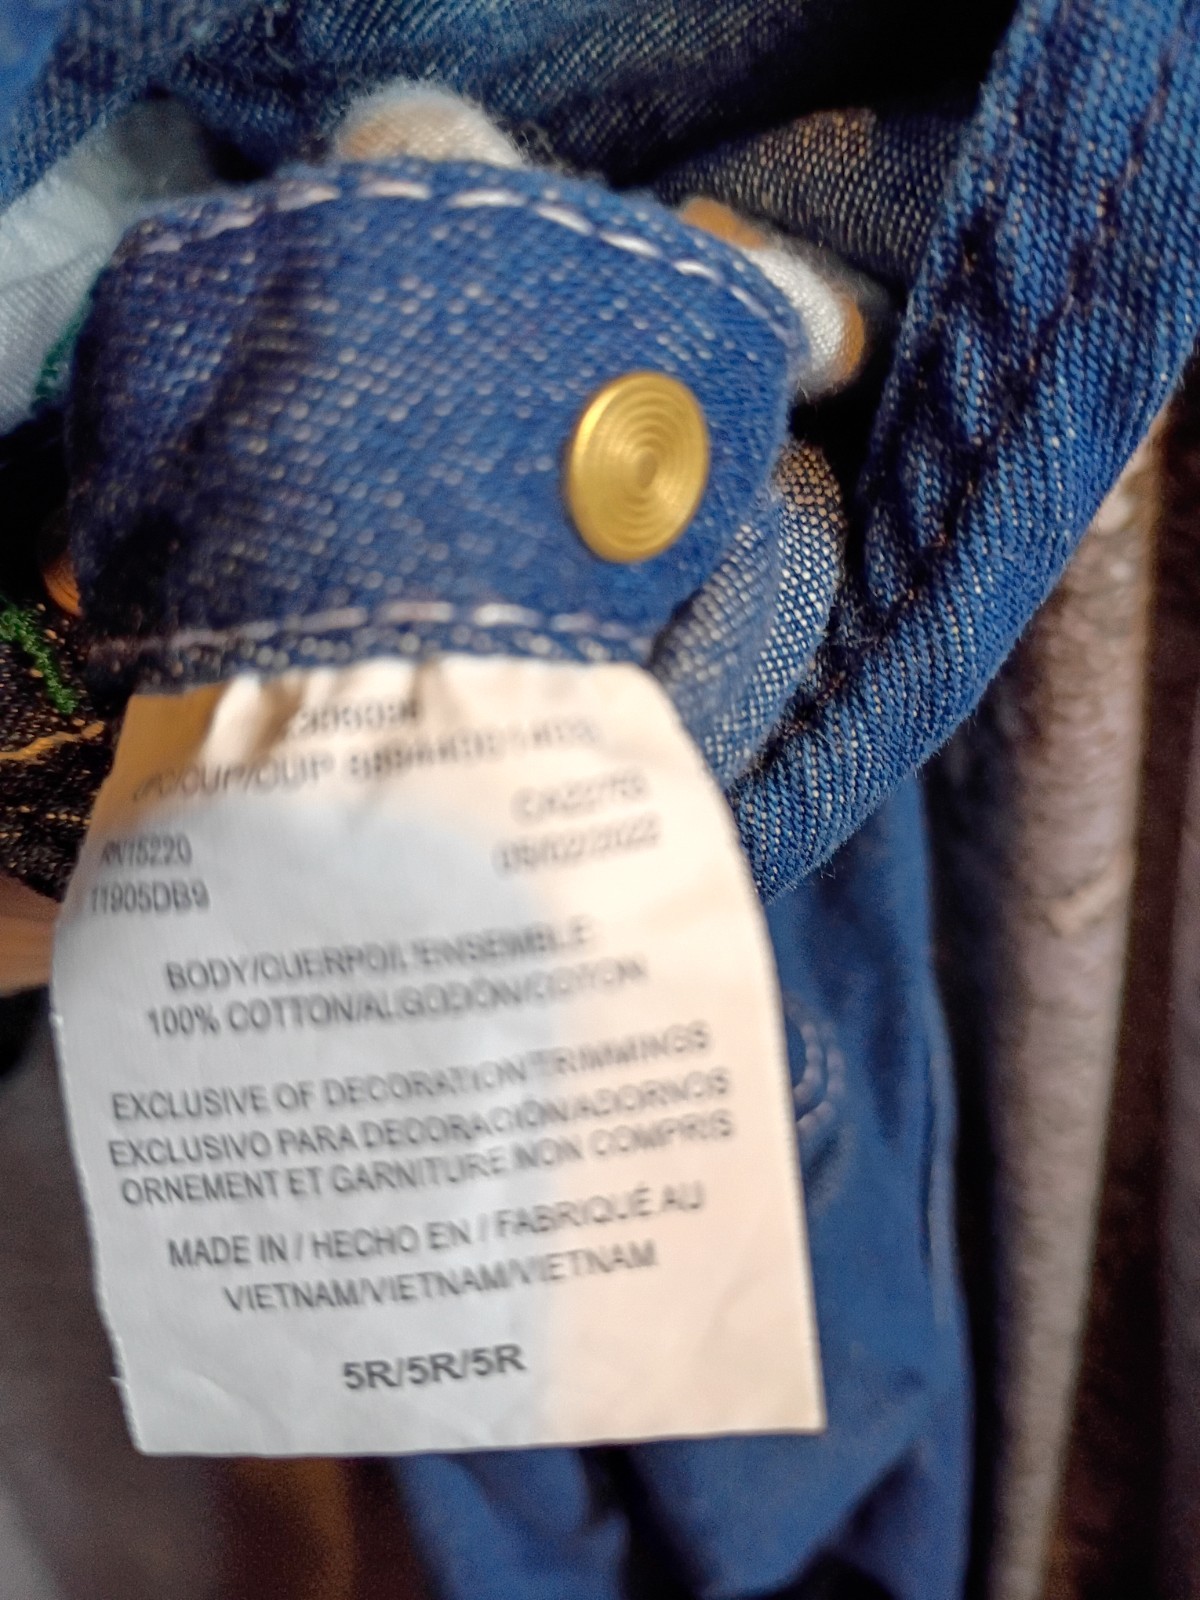 RN15220
11905DB9
BODY/CUERPO/L'ENSEMBLE
100% COTTON/ALGODÓN/COTON
EXCLUSIVE OF DECORATION TRIMMINGS
EXCLUSIVO PARA DECORACIÓN/ADORNOS
ORNEMENT ET GARNITURE NON COMPRIS
MADE IN / HECHO EN / FABRIQUÉ AU
VIETNAM/VIETNAM/VIETNAM
5R/5R/5R